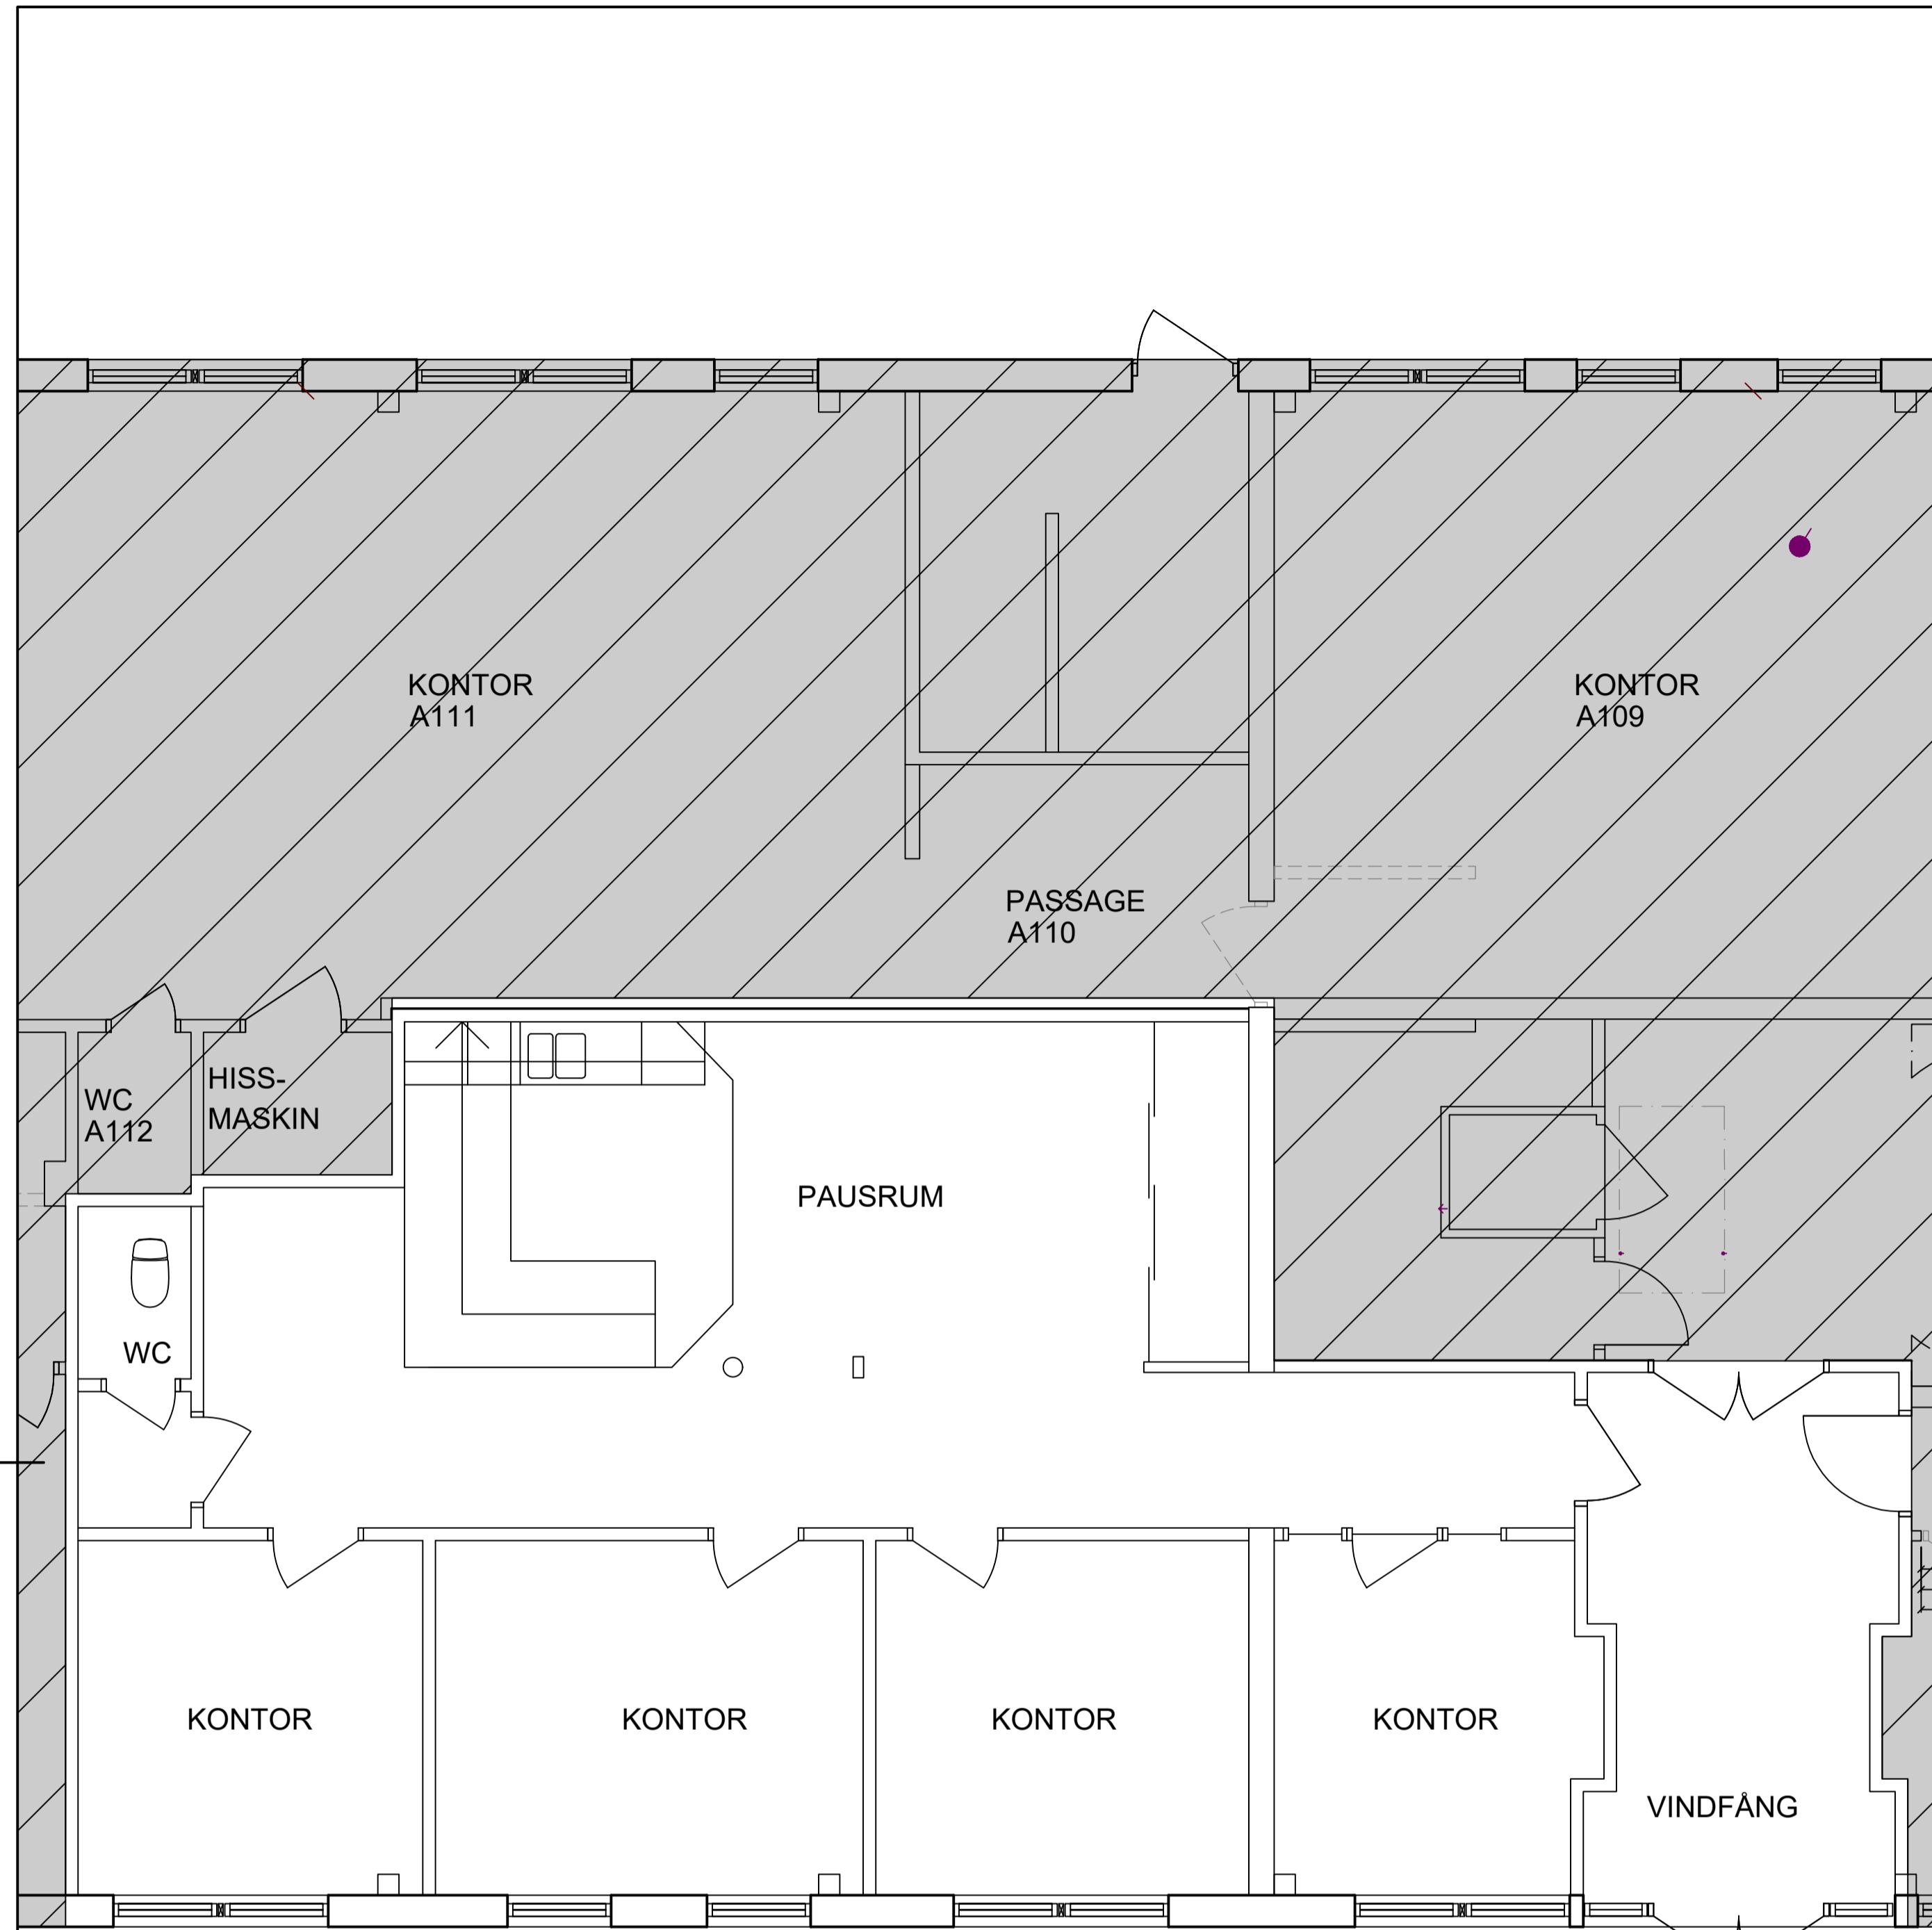 KONTOR
A111
KONTOR
A109
PASSAGE
A110
WC
A112
HISS-
MASKIN
PAUSRUM
WC
KONTOR
KONTOR
KONTOR
KONTOR
VINDFÅNG